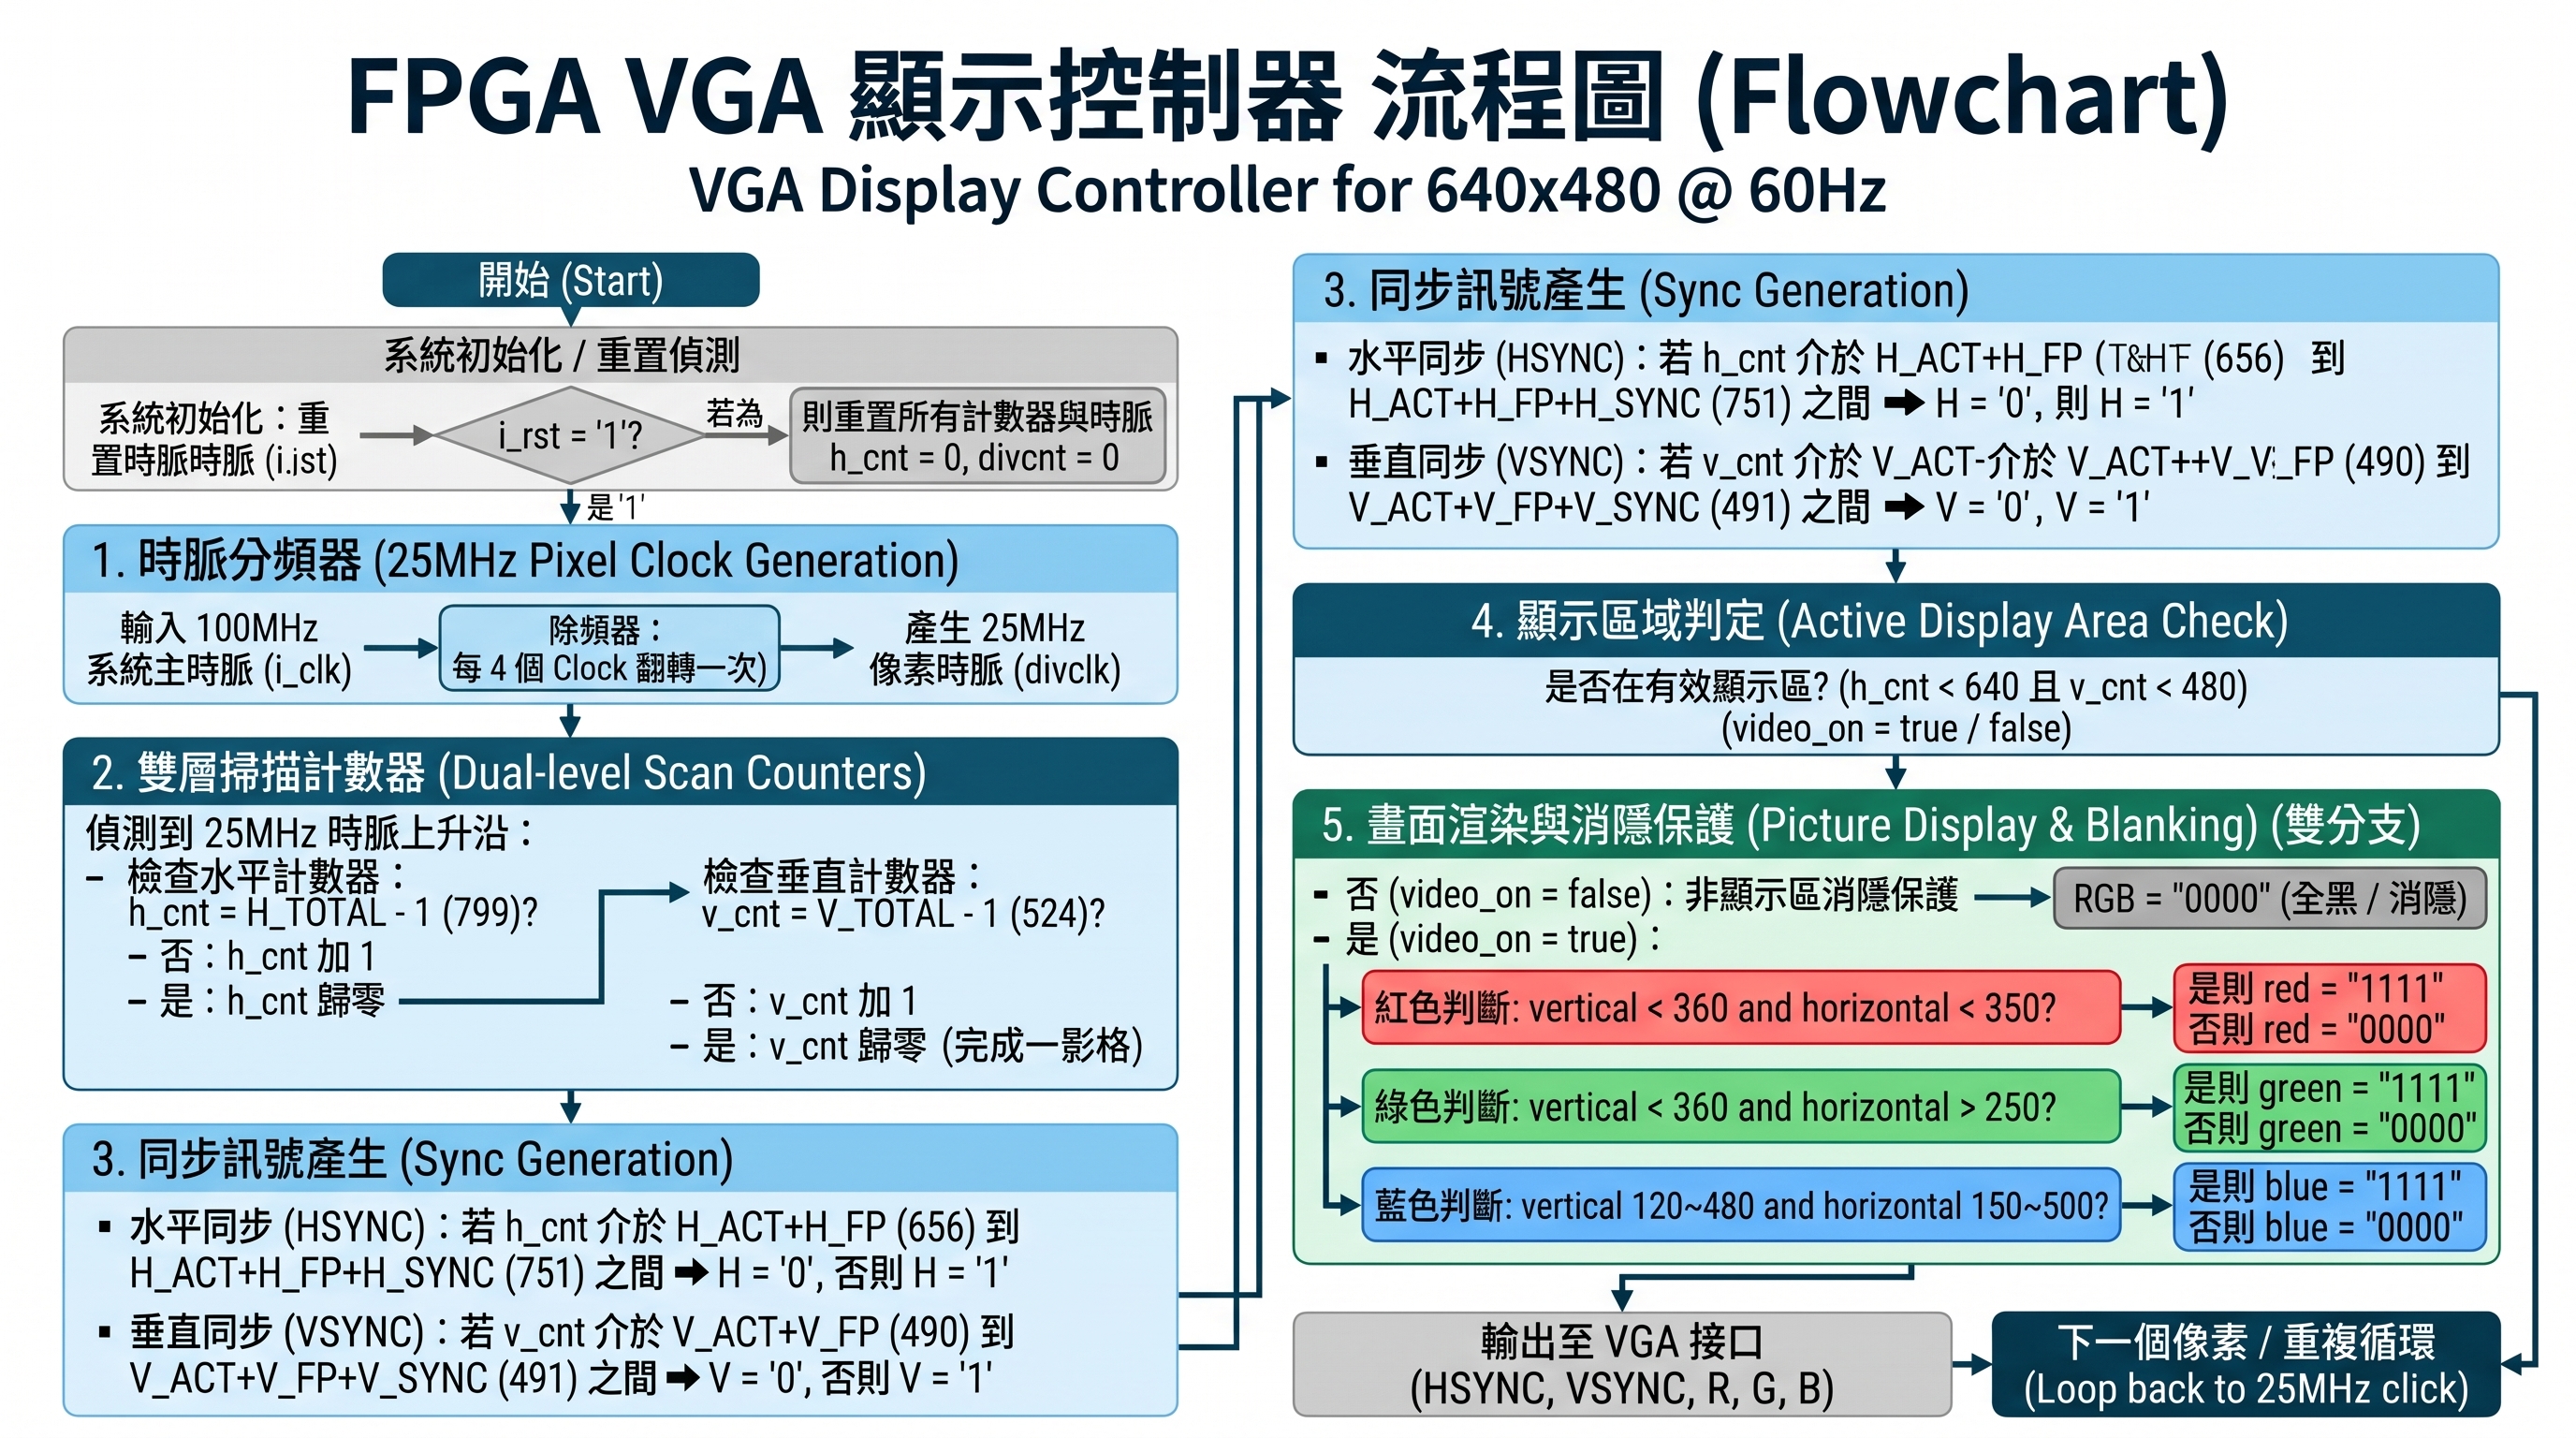 FPGA VGA 顯示控制器 流程圖 (Flowchart)
VGA Display Controller for 640x480 @ 60Hz
開始 (Start)
系統初始化 / 重置偵測
系統初始化：重
置時脈時脈 (i.jst)
i_rst = '1'?
若為
則重置所有計數器與時脈
h_cnt = 0, divcnt = 0
是 '1'
1. 時脈分頻器 (25MHz Pixel Clock Generation)
輸入 100MHz
系統主時脈 (i_clk)
除頻器：
每 4 個 Clock 翻轉一次)
產生 25MHz
像素時脈 (divclk)
2. 雙層掃描計數器 (Dual-level Scan Counters)
偵測到 25MHz 時脈上升沿：
– 檢查水平計數器：
h_cnt = H_TOTAL - 1 (799)?
– 否：h_cnt 加 1
– 是：h_cnt 歸零
檢查垂直計數器：
v_cnt = V_TOTAL - 1 (524)?
– 否：v_cnt 加 1
– 是：v_cnt 歸零 (完成一影格)
3. 同步訊號產生 (Sync Generation)
▪ 水平同步 (HSYNC)：若 h_cnt 介於 H_ACT+H_FP (656) 到
H_ACT+H_FP+H_SYNC (751) 之間 ➡ H = '0', 否則 H = '1'
▪ 垂直同步 (VSYNC)：若 v_cnt 介於 V_ACT+V_FP (490) 到
V_ACT+V_FP+V_SYNC (491) 之間 ➡ V = '0', 否則 V = '1'
3. 同步訊號產生 (Sync Generation)
▪ 水平同步 (HSYNC)：若 h_cnt 介於 H_ACT+H_FP (656) 到
H_ACT+H_FP+H_SYNC (751) 之間 ➡ H = '0', 則 H = '1'
▪ 垂直同步 (VSYNC)：若 v_cnt 介於 V_ACT-介於 V_ACT++V_V _FP (490) 到
V_ACT+V_FP+V_SYNC (491) 之間 ➡ V = '0', V = '1'
4. 顯示區域判定 (Active Display Area Check)
是否在有效顯示區? (h_cnt < 640 且 v_cnt < 480)
(video_on = true / false)
5. 畫面渲染與消隱保護 (Picture Display & Blanking) (雙分支)
– 否 (video_on = false)：非顯示區消隱保護
RGB = "0000" (全黑 / 消隱)
– 是 (video_on = true)：
紅色判斷: vertical < 360 and horizontal < 350?
是則 red = "1111"
否則 red = "0000"
綠色判斷: vertical < 360 and horizontal > 250?
是則 green = "1111"
否則 green = "0000"
藍色判斷: vertical 120~480 and horizontal 150~500?
是則 blue = "1111"
否則 blue = "0000"
輸出至 VGA 接口
(HSYNC, VSYNC, R, G, B)
下一個像素 / 重複循環
(Loop back to 25MHz click)